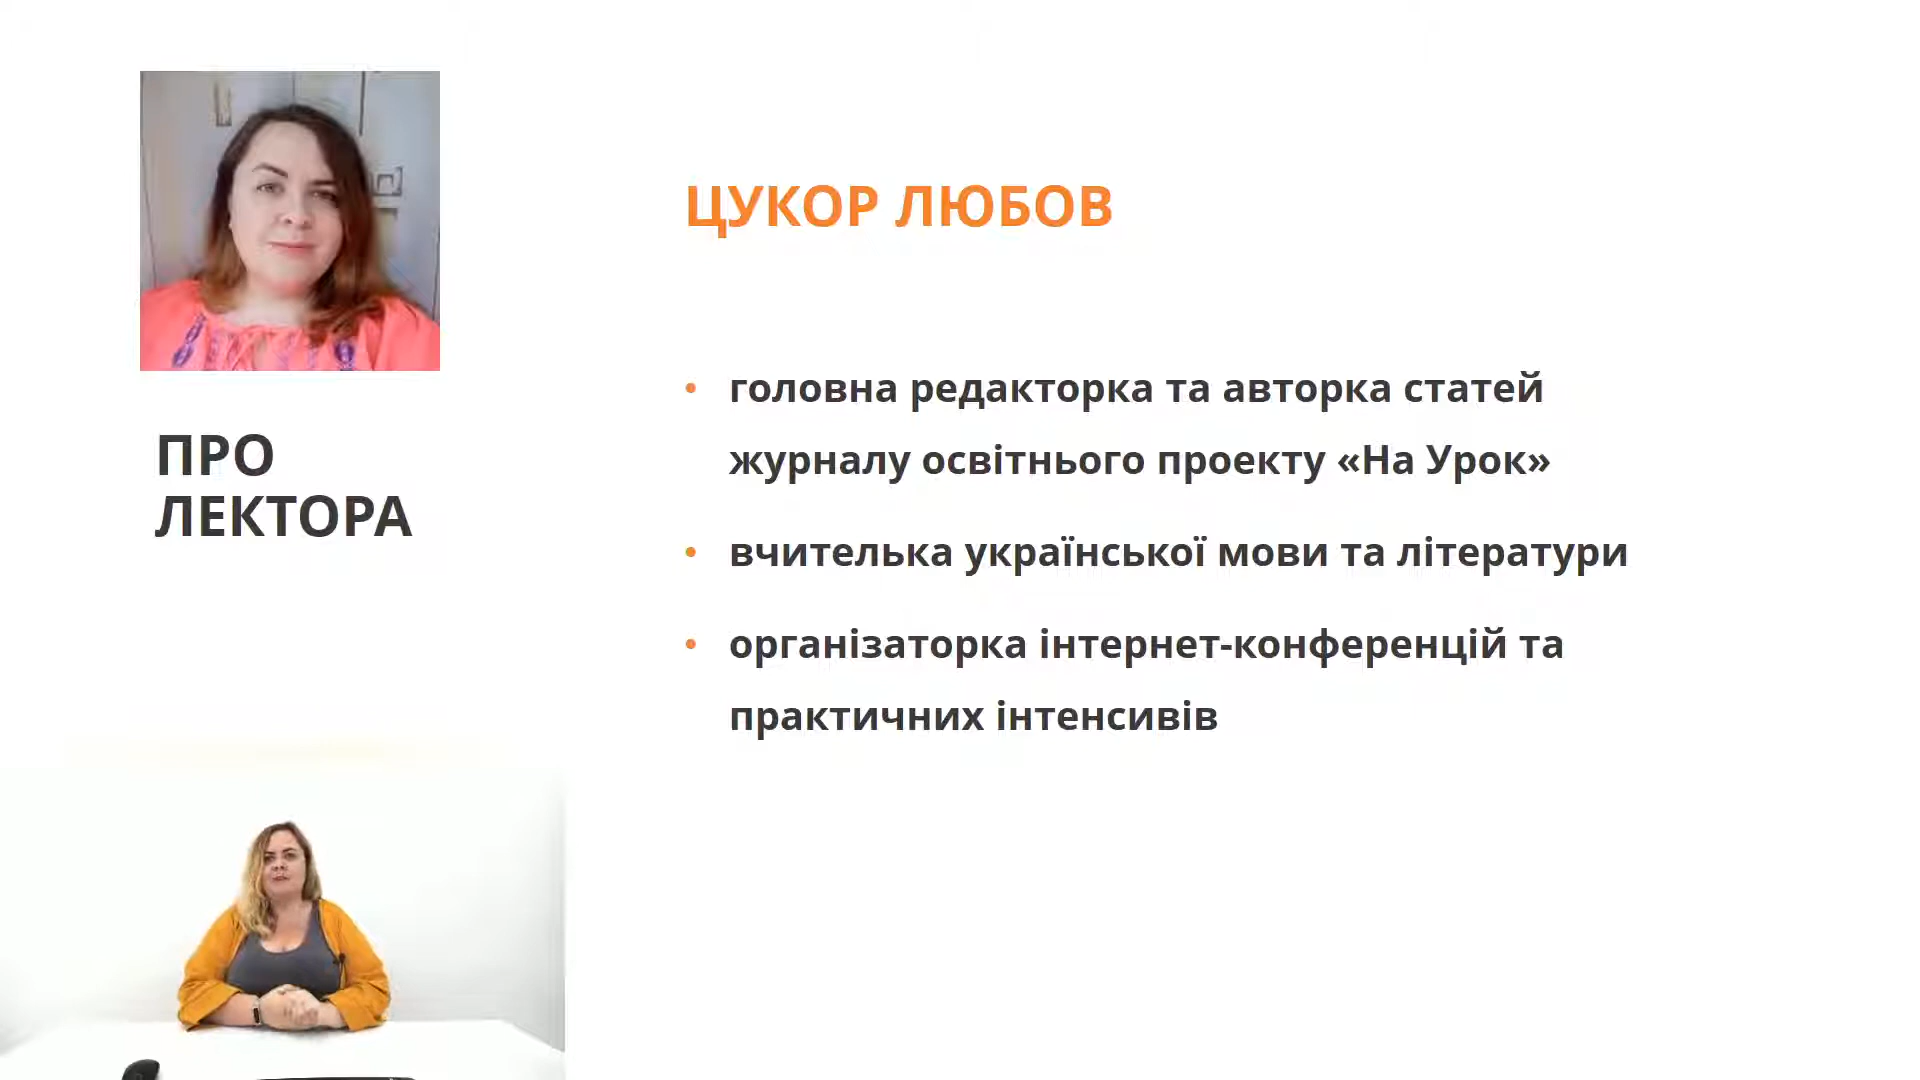 ПРО
ЛЕКТОРА
ЦУКОР ЛЮБОВ
• головна редакторка та авторка статей
журналу освітнього проекту «На Урок»
• вчителька української мови та літератури
• організаторка інтернет-конференцій та
практичних інтенсивів